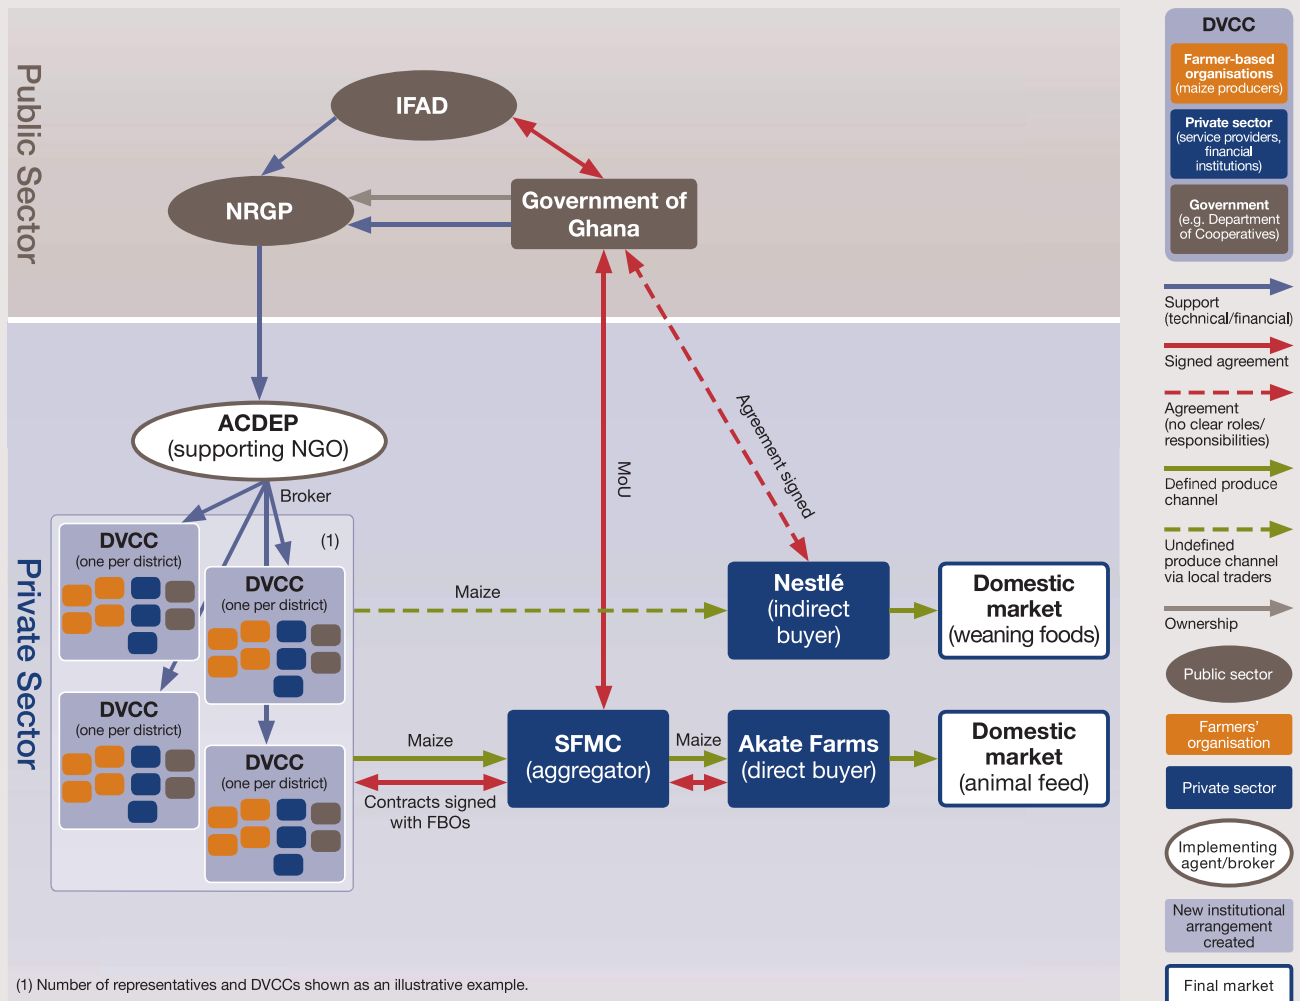 Public Sector
IFAD
NRGP
Government of
Ghana
ACDEP
(supporting NGO)
Broker
(1)
DVCC
(one per district)
DVCC
(one per district)
DVCC
(one per district)
DVCC
(one per district)
Private Sector
MoU
Agreement signed
Maize
Nestlé
(indirect
buyer)
Domestic
market
(weaning foods)
Maize
Contracts signed
with FBOs
SFMC
(aggregator)
Maize
Akate Farms
(direct buyer)
Domestic
market
(animal feed)
(1) Number of representatives and DVCCs shown as an illustrative example.
DVCC
Farmer-based
organisations
(maize producers)
Private sector
(service providers,
financial
institutions)
Government
(e.g. Department
of Cooperatives)
Support
(technical/financial)
Signed agreement
Agreement
(no clear roles/
responsibilities)
Defined produce
channel
Undefined
produce channel
via local traders
Ownership
Public sector
Farmers'
organisation
Private sector
Implementing
agent/broker
New institutional
arrangement
created
Final market